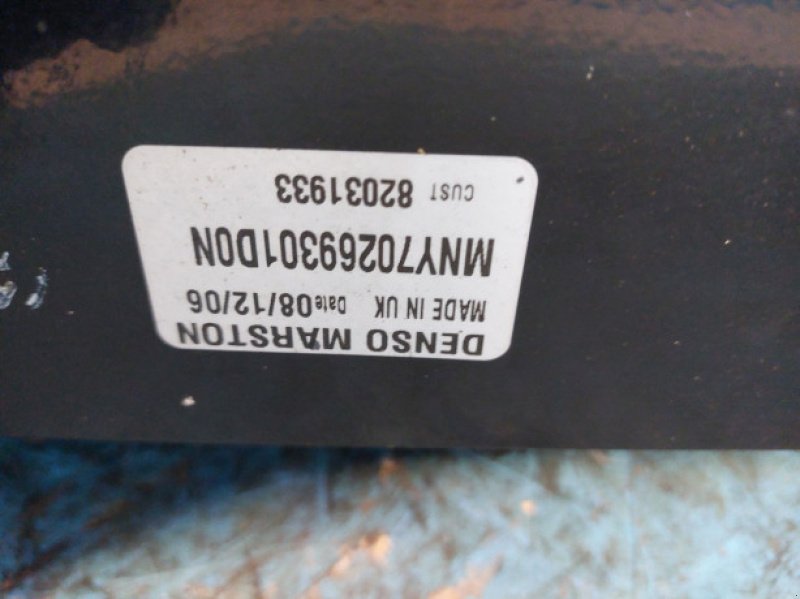 DENSO MARSTON
MADE IN UK Date 08/12/06
MNY70269301D0N
CUST 82031933